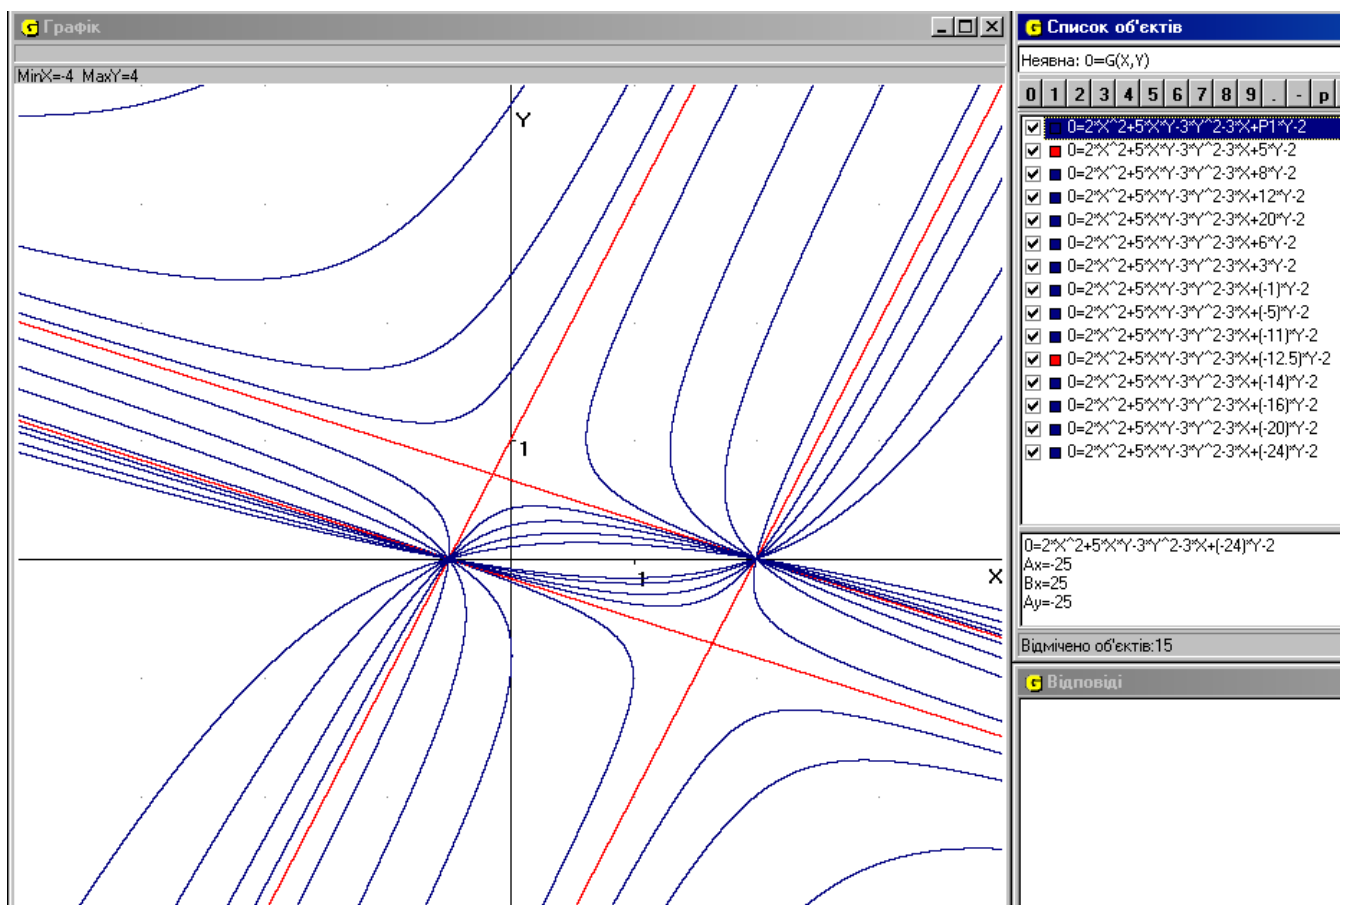 Графік
MinX=-4 MaxY=4
Y
1
1
X
Список об'єктів
Неявна: 0=G(X,Y)
0 1 2 3 4 5 6 7 8 9 . - p
0=2*X^2+5*X*Y-3*Y^2-3*X+P1*Y-2
0=2*X^2+5*X*Y-3*Y^2-3*X+5*Y-2
0=2*X^2+5*X*Y-3*Y^2-3*X+8*Y-2
0=2*X^2+5*X*Y-3*Y^2-3*X+12*Y-2
0=2*X^2+5*X*Y-3*Y^2-3*X+20*Y-2
0=2*X^2+5*X*Y-3*Y^2-3*X+6*Y-2
0=2*X^2+5*X*Y-3*Y^2-3*X+3*Y-2
0=2*X^2+5*X*Y-3*Y^2-3*X+(-1)*Y-2
0=2*X^2+5*X*Y-3*Y^2-3*X+(-5)*Y-2
0=2*X^2+5*X*Y-3*Y^2-3*X+(-11)*Y-2
0=2*X^2+5*X*Y-3*Y^2-3*X+(-12.5)*Y-2
0=2*X^2+5*X*Y-3*Y^2-3*X+(-14)*Y-2
0=2*X^2+5*X*Y-3*Y^2-3*X+(-16)*Y-2
0=2*X^2+5*X*Y-3*Y^2-3*X+(-20)*Y-2
0=2*X^2+5*X*Y-3*Y^2-3*X+(-24)*Y-2
0=2*X^2+5*X*Y-3*Y^2-3*X+(-24)*Y-2
Ax=-25
Bx=25
Ay=-25
Відмічено об'єктів:15
Відповіді